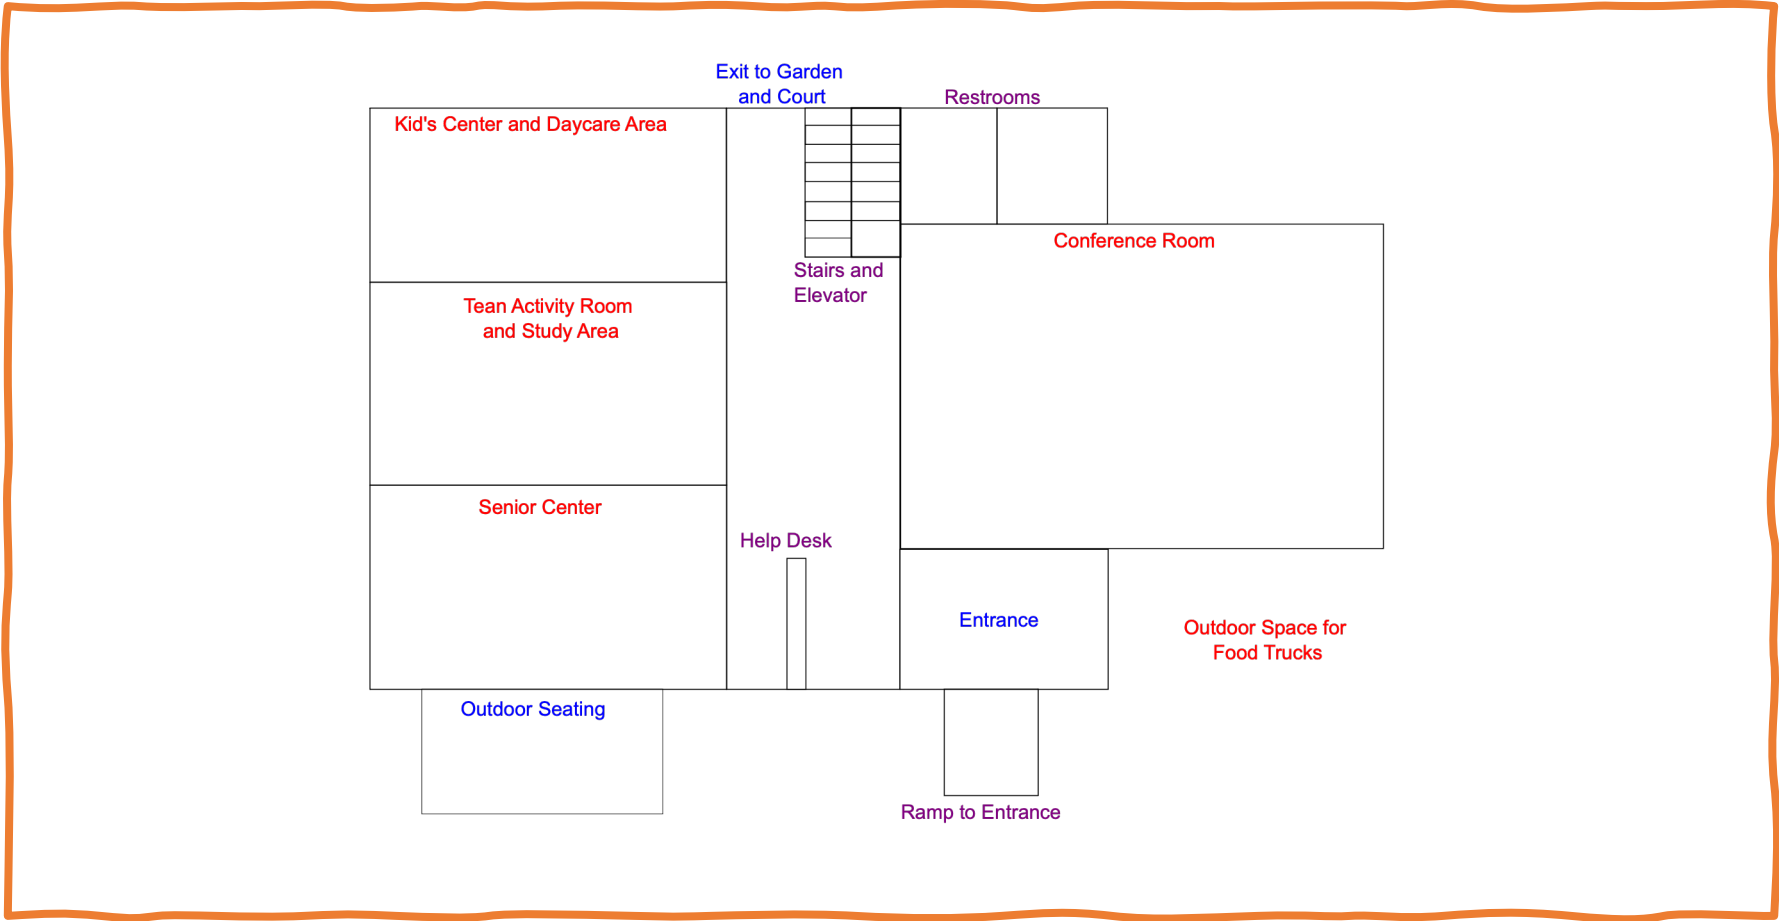 Exit to Garden
and Court
Restrooms
Kid's Center and Daycare Area
Conference Room
Stairs and
Elevator
Tean Activity Room
and Study Area
Senior Center
Help Desk
Entrance
Outdoor Space for
Food Trucks
Outdoor Seating
Ramp to Entrance